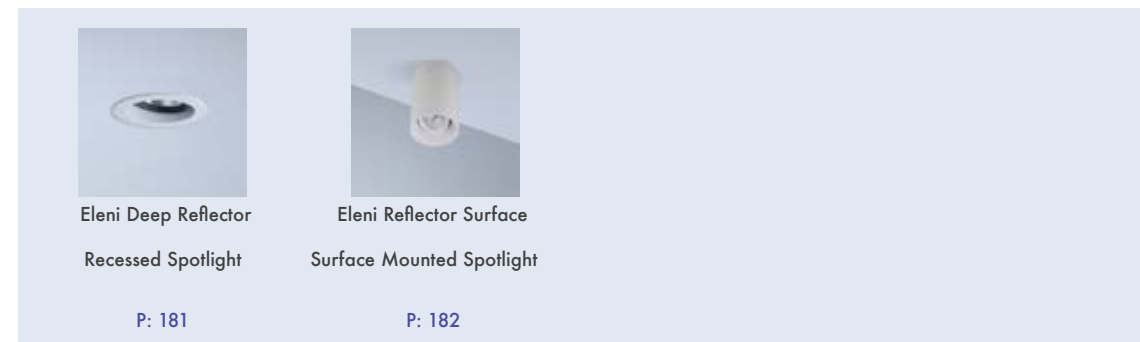 Eleni Deep Reflector
Recessed Spotlight
P: 181
Eleni Reflector Surface
Surface Mounted Spotlight
P: 182